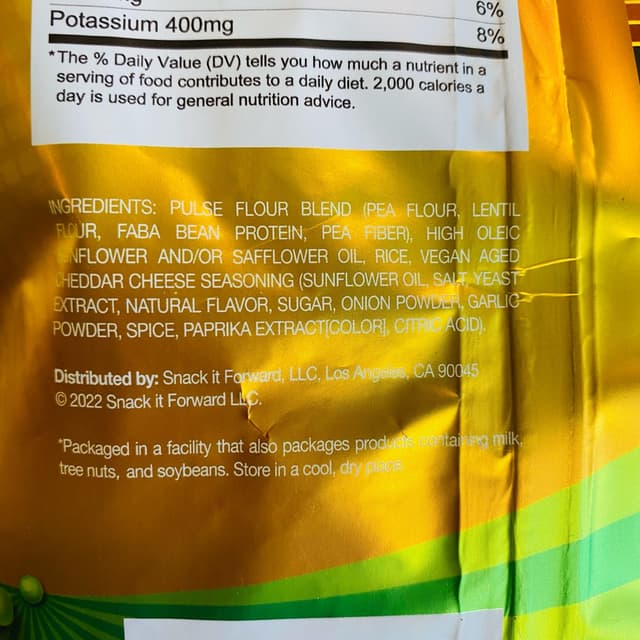 6%
Potassium 400mg 8%
*The % Daily Value (DV) tells you how much a nutrient in a
serving of food contributes to a daily diet. 2,000 calories a
day is used for general nutrition advice.
INGREDIENTS: PULSE FLOUR BLEND (PEA FLOUR, LENTIL
FLOUR, FABA BEAN PROTEIN, PEA FIBER), HIGH OLEIC
SUNFLOWER AND/OR SAFFLOWER OIL, RICE, VEGAN AGED
CHEDDAR CHEESE SEASONING (SUNFLOWER OIL, SALT, YEAST
EXTRACT, NATURAL FLAVOR, SUGAR, ONION POWDER, GARLIC
POWDER, SPICE, PAPRIKA EXTRACT[COLOR], CITRIC ACID).
Distributed by: Snack it Forward, LLC, Los Angeles, CA 90045
© 2022 Snack it Forward LLC.
*Packaged in a facility that also packages products containing milk,
tree nuts, and soybeans. Store in a cool, dry place.